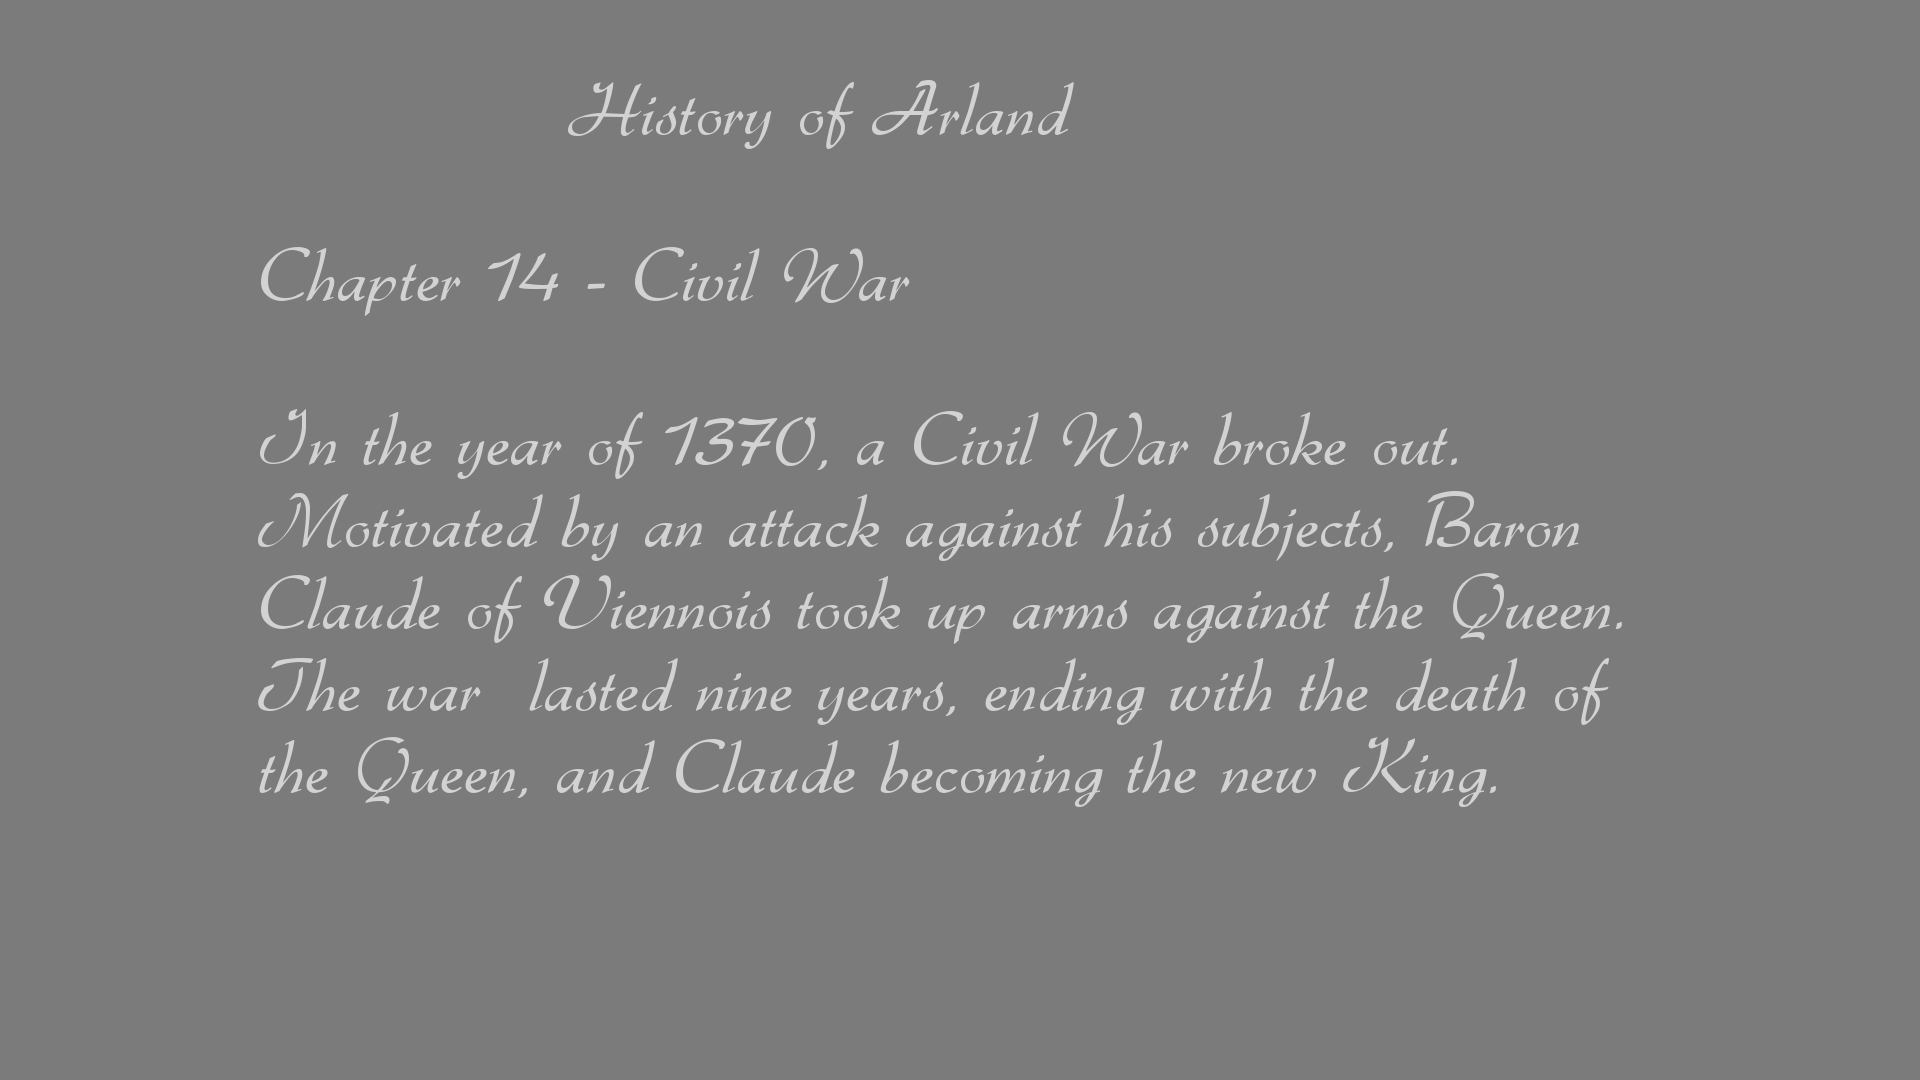 History of Arland
Chapter 14 - Civil War
In the year of 1370, a Civil War broke out.
Motivated by an attack against his subjects, Baron
Claude of Viennois took up arms against the Queen.
The war  lasted nine years, ending with the death of
the Queen, and Claude becoming the new King.